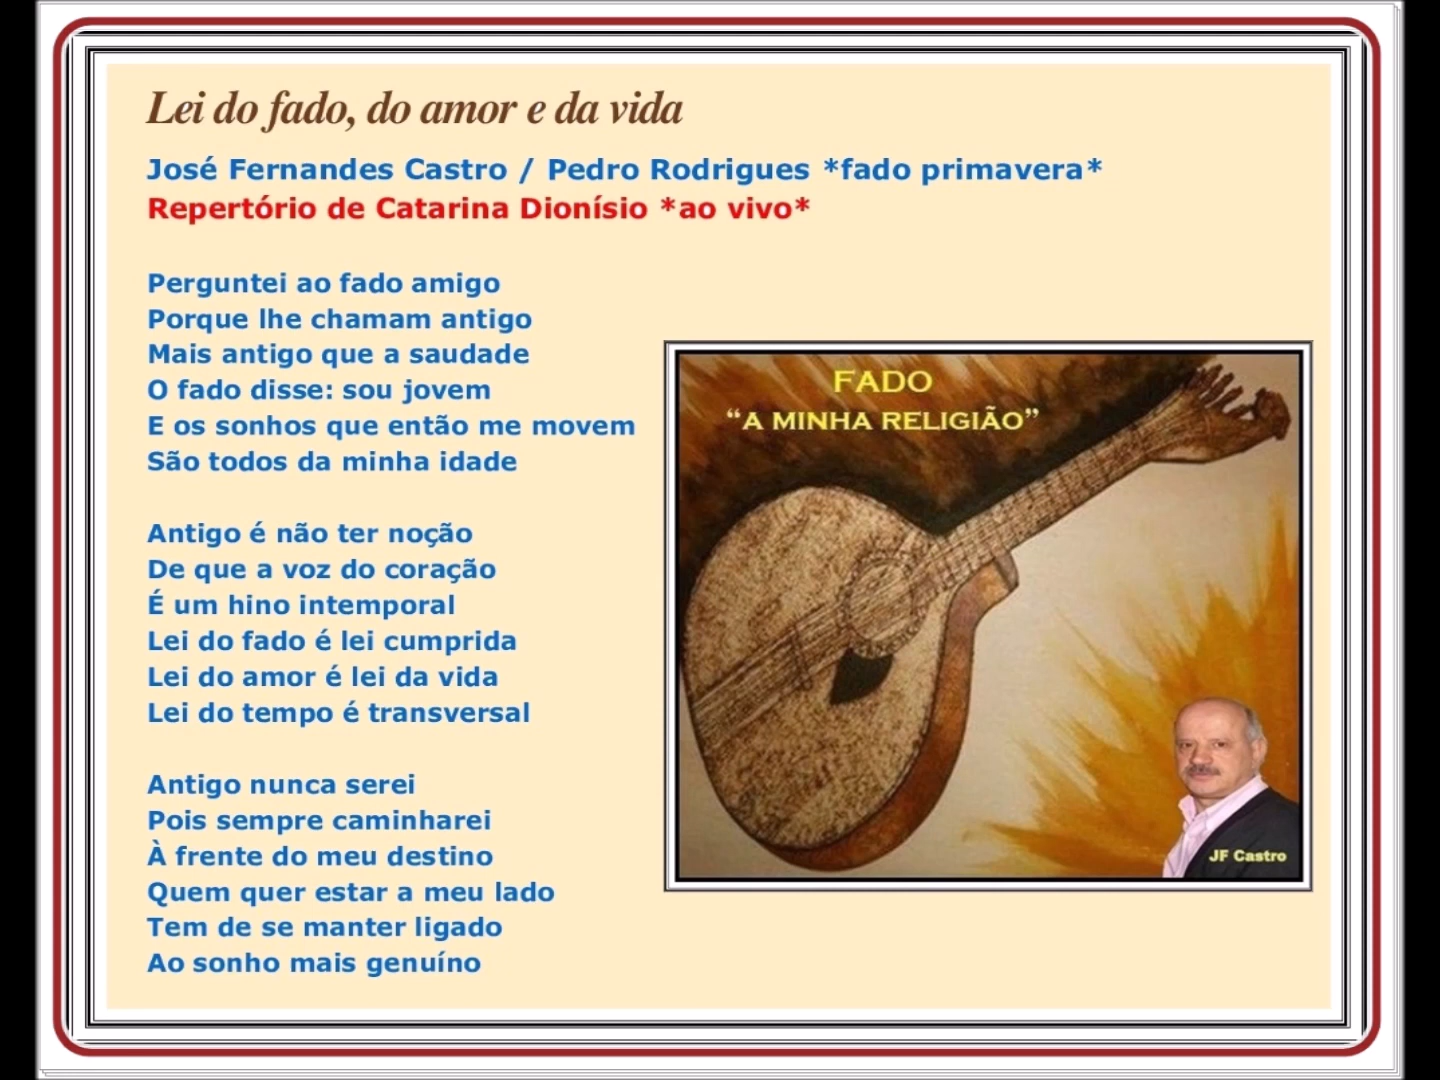 Lei do fado, do amor e da vida
José Fernandes Castro / Pedro Rodrigues *fado primavera*
Repertório de Catarina Dionísio *ao vivo*
Perguntei ao fado amigo
Porque lhe chamam antigo
Mais antigo que a saudade
O fado disse: sou jovem
E os sonhos que então me movem
São todos da minha idade
Antigo é não ter noção
De que a voz do coração
É um hino intemporal
Lei do fado é lei cumprida
Lei do amor é lei da vida
Lei do tempo é transversal
Antigo nunca serei
Pois sempre caminharei
À frente do meu destino
Quem quer estar a meu lado
Tem de se manter ligado
Ao sonho mais genuíno
FADO
“A MINHA RELIGIÃO”
JF Castro